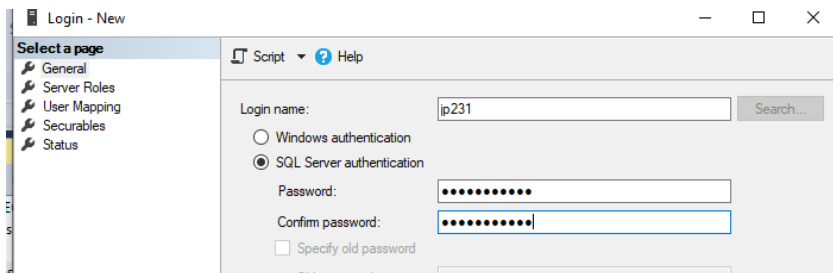 Login - New
Select a page
General
Server Roles
User Mapping
Securables
Status
Script
Help
Login name:
jp231
Search...
Windows authentication
SQL Server authentication
Password:
●●●●●●●●●●●
Confirm password:
●●●●●●●●●●●
Specify old password